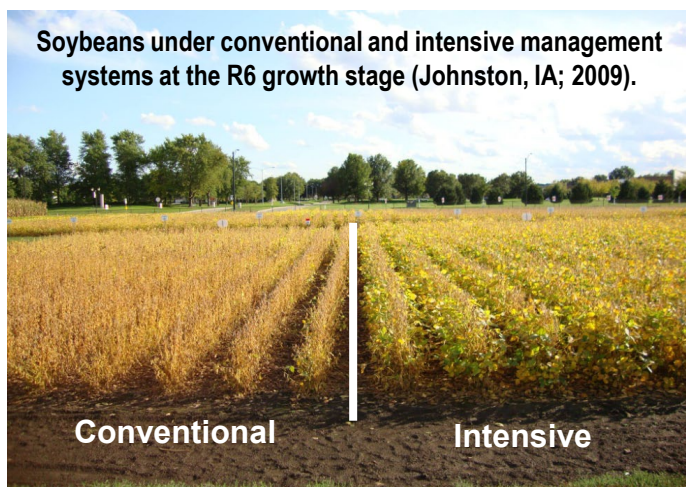 Soybeans under conventional and intensive management
systems at the R6 growth stage (Johnston, IA; 2009).
Conventional
Intensive